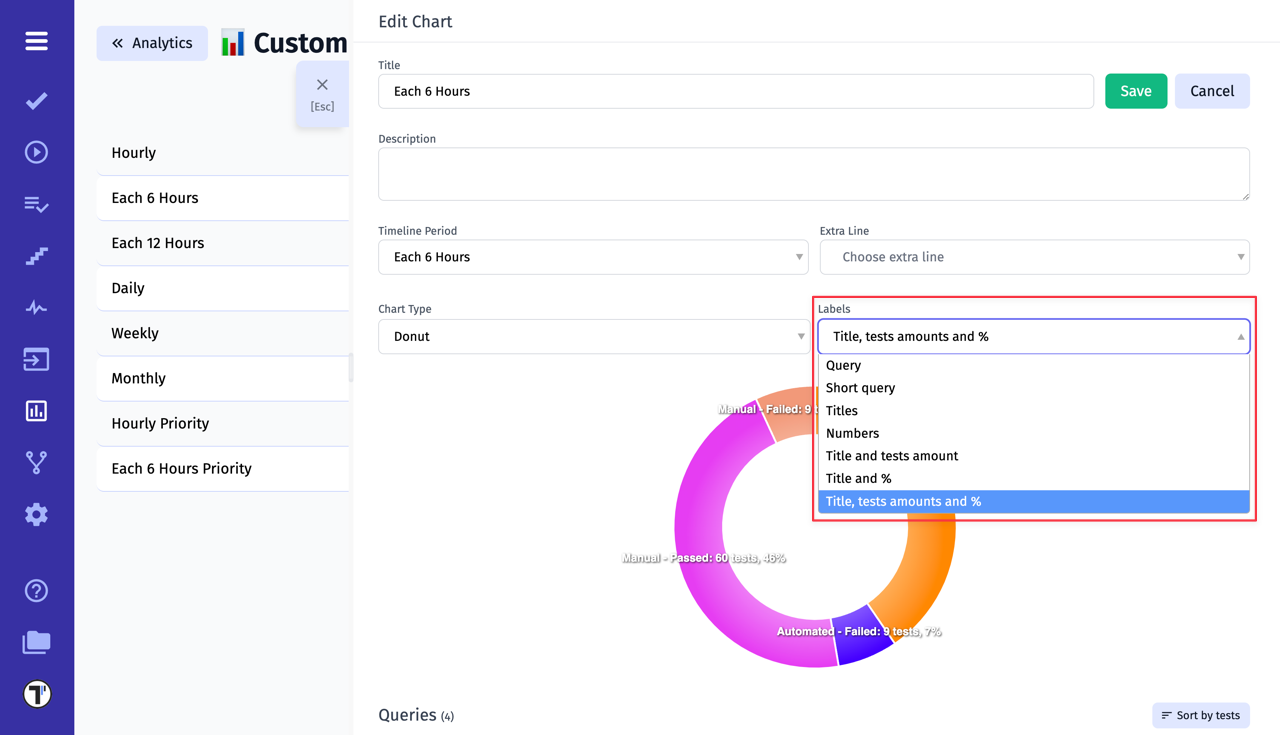 Analytics
Custom
[Esc]
Hourly
Each 6 Hours
Each 12 Hours
Daily
Weekly
Monthly
Hourly Priority
Each 6 Hours Priority
Edit Chart
Title
Each 6 Hours
Save
Cancel
Description
Timeline Period
Each 6 Hours
Extra Line
Choose extra line
Chart Type
Donut
Labels
Title, tests amounts and %
Query
Short query
Titles
Numbers
Title and tests amount
Title and %
Title, tests amounts and %
Manual - Failed: 9
Manual - Passed: 60 tests, 46%
Automated - Failed: 9 tests, 7%
Queries (4)
Sort by tests